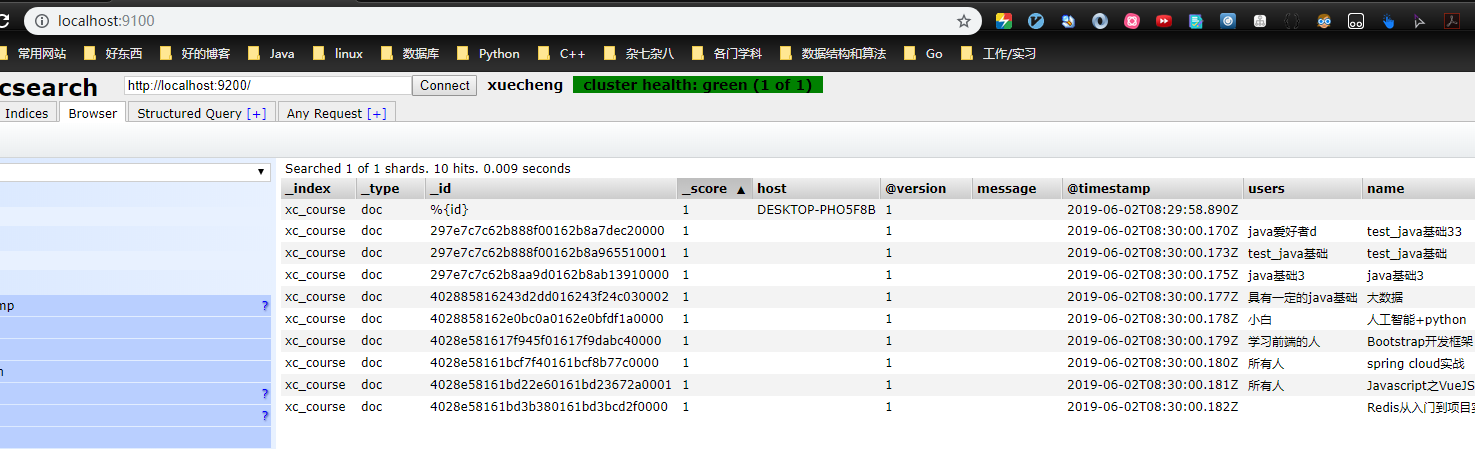 localhost:9100
常用网站 好东西 好的博客 Java linux 数据库 Python C++ 杂七杂八 各门学科 数据结构和算法 Go 工作/实习
csearch http://localhost:9200/ Connect xuecheng cluster health: green (1 of 1)
Indices Browser Structured Query [+] Any Request [+]
Searched 1 of 1 shards. 10 hits. 0.009 seconds
_index _type _id _score ▲ host @version message @timestamp users name
xc_course doc %{id} 1 DESKTOP-PHO5F8B 1 2019-06-02T08:29:58.890Z
xc_course doc 297e7c7c62b888f00162b8a7dec20000 1 1 2019-06-02T08:30:00.170Z java爱好者d test_java基础33
xc_course doc 297e7c7c62b888f00162b8a965510001 1 1 2019-06-02T08:30:00.173Z test_java基础 test_java基础
xc_course doc 297e7c7c62b8aa9d0162b8ab13910000 1 1 2019-06-02T08:30:00.175Z java基础3 java基础3
mp ? xc_course doc 402885816243d2dd016243f24c030002 1 1 2019-06-02T08:30:00.177Z 具有一定的java基础 大数据
xc_course doc 4028858162e0bc0a0162e0bfdf1a0000 1 1 2019-06-02T08:30:00.178Z 小白 人工智能+python
xc_course doc 4028e581617f945f01617f9dabc40000 1 1 2019-06-02T08:30:00.179Z 学习前端的人 Bootstrap开发框架
n xc_course doc 4028e58161bcf7f40161bcf8b77c0000 1 1 2019-06-02T08:30:00.180Z 所有人 spring cloud实战
? xc_course doc 4028e58161bd22e60161bd23672a0001 1 1 2019-06-02T08:30:00.181Z 所有人 Javascript之VueJS
? xc_course doc 4028e58161bd3b380161bd3bcd2f0000 1 1 2019-06-02T08:30:00.182Z Redis从入门到项目